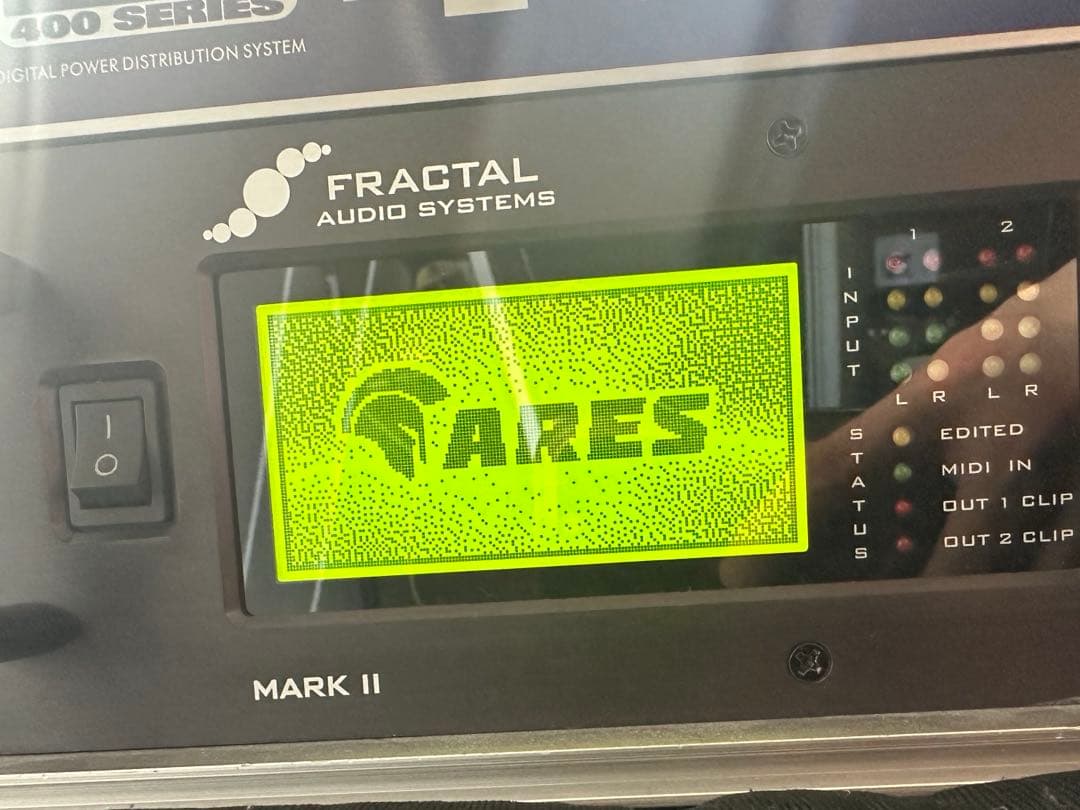 400 SERIES
DIGITAL POWER DISTRIBUTION SYSTEM
FRACTAL
AUDIO SYSTEMS
ARES
1 2
INPUT
L R L R
STATUS
EDITED
MIDI IN
OUT 1 CLIP
OUT 2 CLIP
I
O
MARK II